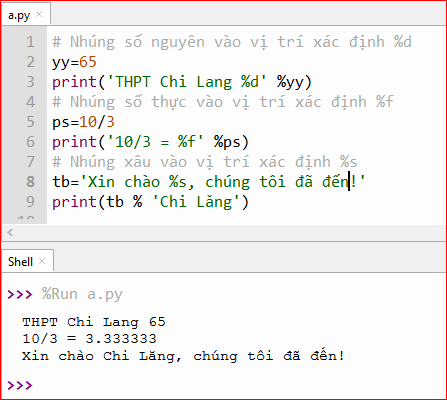 a.py ×
1 # Nhúng số nguyên vào vị trí xác định %d
2 yy=65
3 print('THPT Chi Lang %d' %yy)
4 # Nhúng số thực vào vị trí xác định %f
5 ps=10/3
6 print('10/3 = %f' %ps)
7 # Nhúng xâu vào vị trí xác định %s
8 tb='Xin chào %s, chúng tôi đã đến!'
9 print(tb % 'Chi Lăng')
10
Shell ×
>>> %Run a.py
THPT Chi Lang 65
10/3 = 3.333333
Xin chào Chi Lăng, chúng tôi đã đến!
>>>